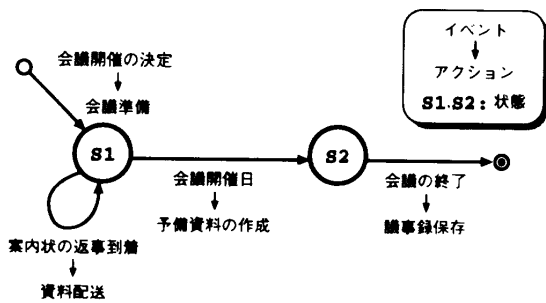 イベント
アクション
S1.S2: 状態
会議開催の決定
会議準備
S1
S2
会議開催日
予備資料の作成
会議の終了
議事録保存
案内状の返事到着
資料配送